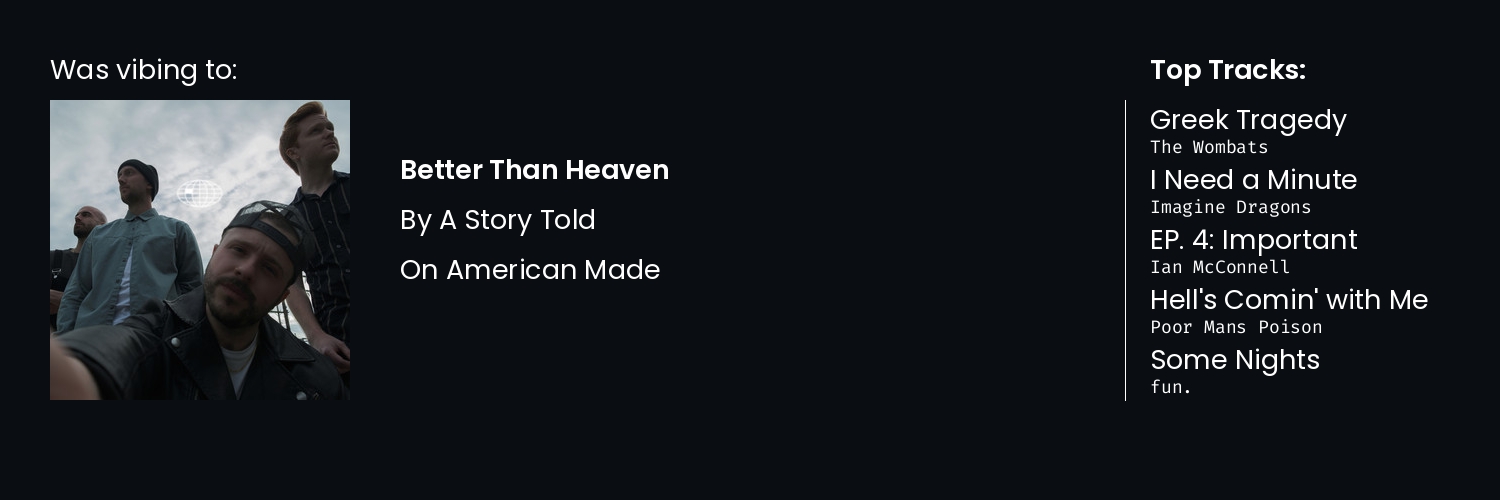 Was vibing to:
Better Than Heaven
By A Story Told
On American Made
Top Tracks:
Greek Tragedy
The Wombats
I Need a Minute
Imagine Dragons
EP. 4: Important
Ian McConnell
Hell's Comin' with Me
Poor Mans Poison
Some Nights
fun.